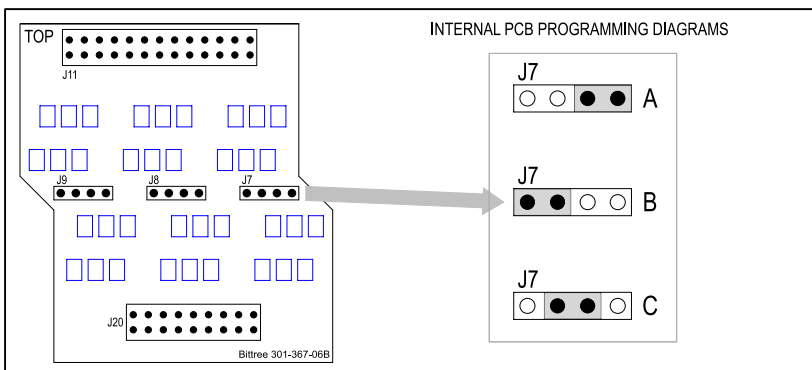 INTERNAL PCB PROGRAMMING DIAGRAMS
TOP
J11
J9
J8
J7
J20
Bittree 301-367-06B
J7
A
J7
B
J7
C